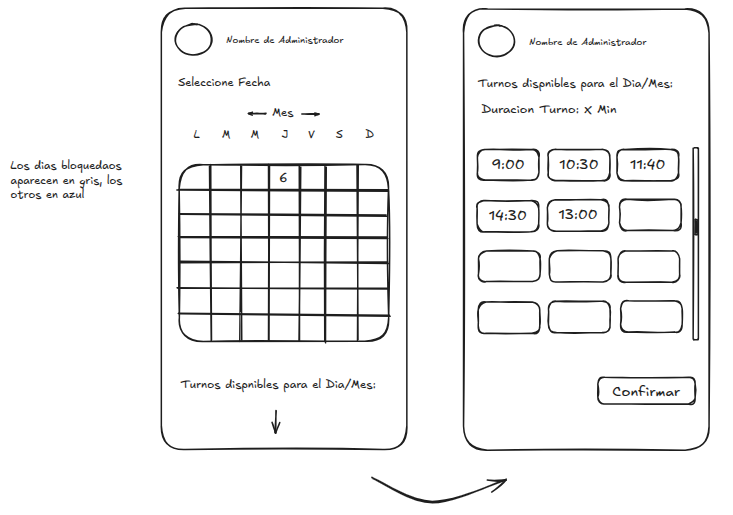 Los dias bloquedaos
aparecen en gris, los
otros en azul
Nombre de Administrador
Seleccione Fecha
Mes
L M M J V S D
6
Turnos dispnibles para el Dia/Mes:
Nombre de Administrador
Turnos dispnibles para el Dia/Mes:
Duracion Turno: X Min
9:00 10:30 11:40
14:30 13:00
Confirmar